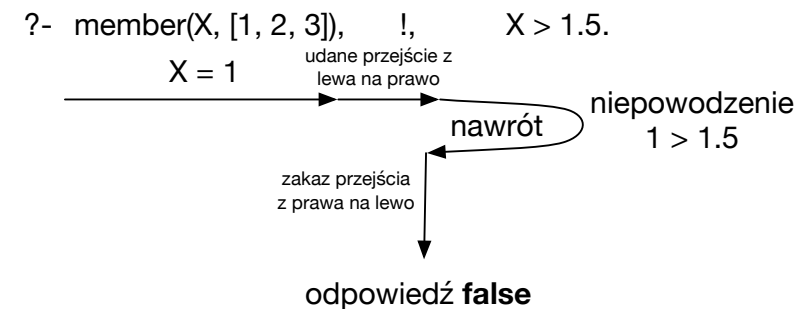 ?- member(X, [1, 2, 3]), !, X > 1.5.
X = 1
udane przejście z
lewa na prawo
nawrót
niepowodzenie
1 > 1.5
zakaz przejścia
z prawa na lewo
odpowiedź false